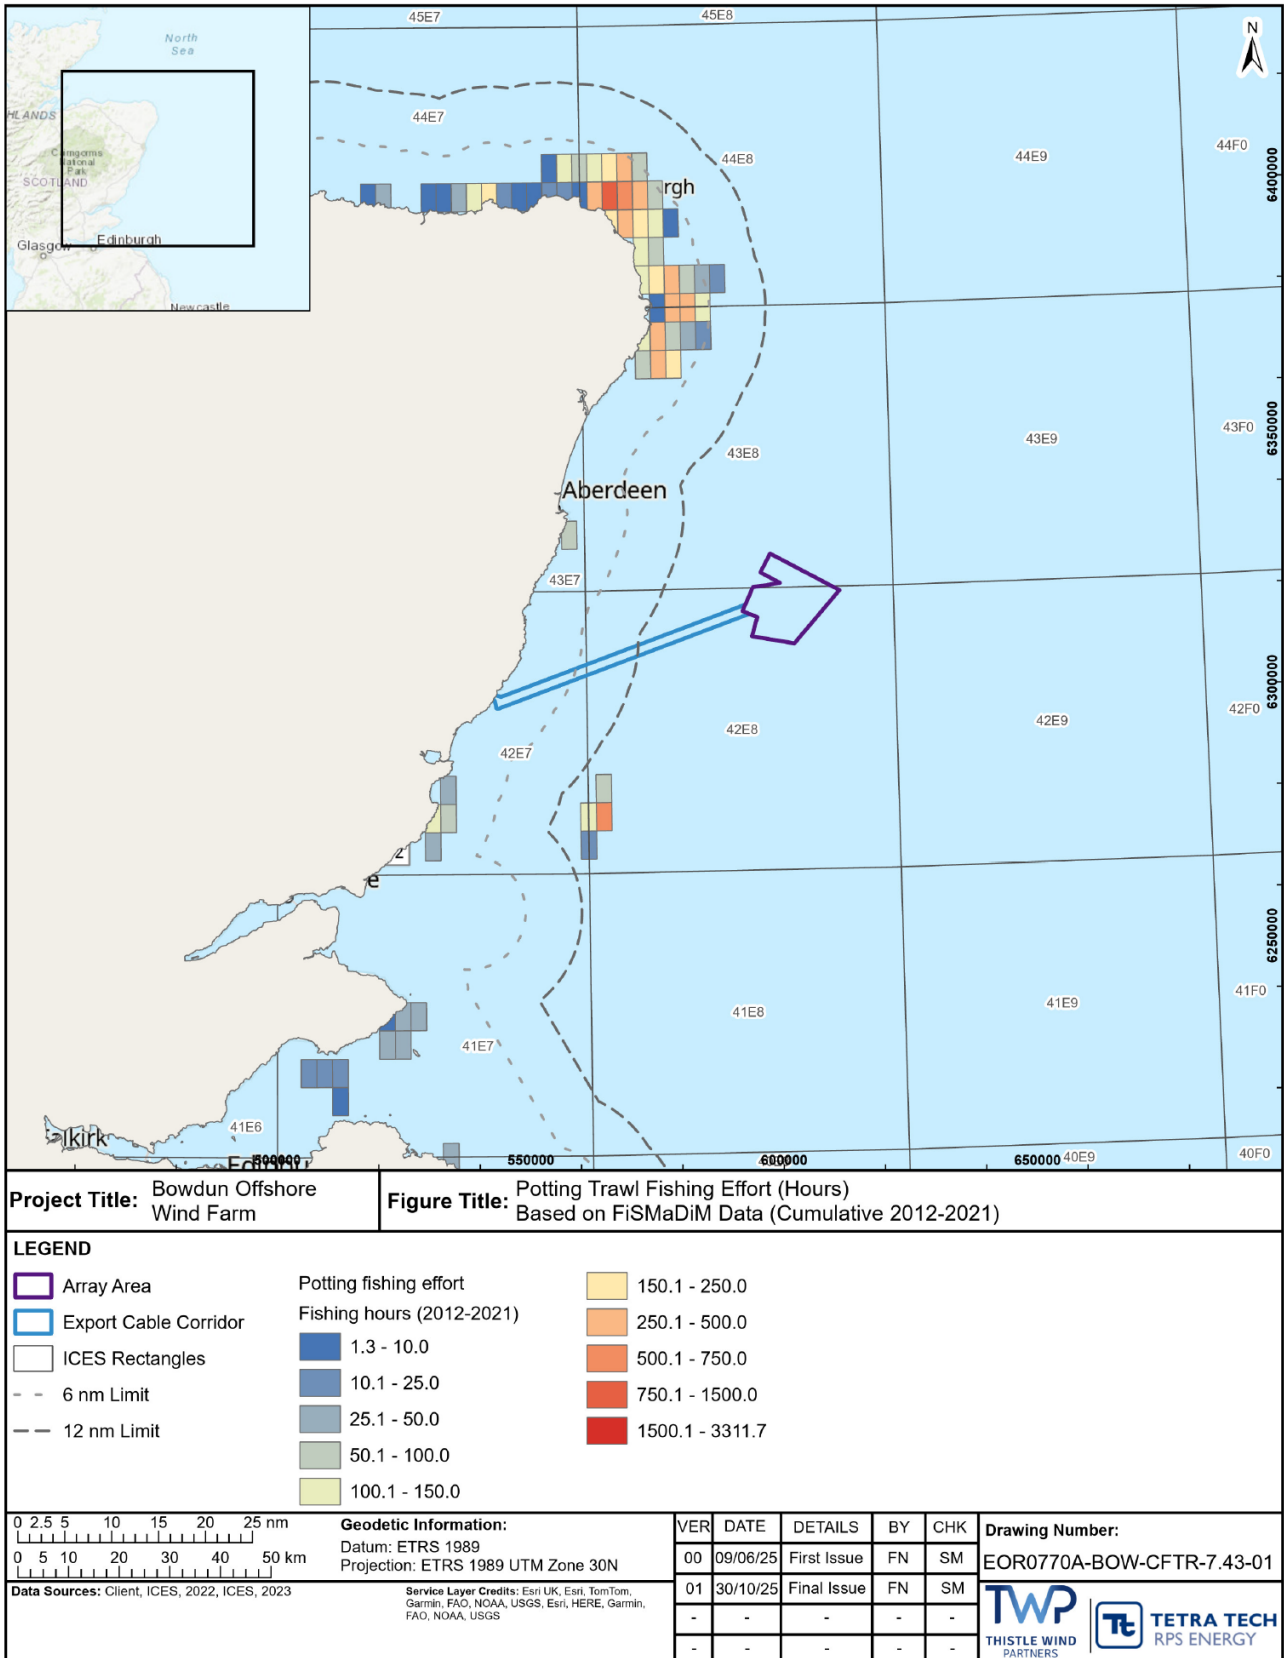 45E7
45E8
North
Sea
N
HLANDS
Cairngorms
National
Park
SCOTLAND
Glasgow
Edinburgh
Newcastle
44E7
44E8
44E9
44F0
6400000
rgh
43E8
43E9
43F0
6350000
Aberdeen
43E7
6300000
42E7
42E8
42E9
42F0
z
e
6250000
41E7
41E8
41E9
41F0
41E6
lkirk
500000
550000
600000
650000
40E9
40F0
Project Title: Bowdun Offshore
Wind Farm
Figure Title: Potting Trawl Fishing Effort (Hours)
Based on FiSMaDiM Data (Cumulative 2012-2021)
LEGEND
Array Area
Export Cable Corridor
ICES Rectangles
6 nm Limit
12 nm Limit
Potting fishing effort
Fishing hours (2012-2021)
1.3 - 10.0
10.1 - 25.0
25.1 - 50.0
50.1 - 100.0
100.1 - 150.0
150.1 - 250.0
250.1 - 500.0
500.1 - 750.0
750.1 - 1500.0
1500.1 - 3311.7
0 2.5 5 10 15 20 25 nm
0 5 10 20 30 40 50 km
Geodetic Information:
Datum: ETRS 1989
Projection: ETRS 1989 UTM Zone 30N
Data Sources: Client, ICES, 2022, ICES, 2023
Service Layer Credits: Esri UK, Esri, TomTom,
Garmin, FAO, NOAA, USGS, Esri, HERE, Garmin,
FAO, NOAA, USGS
VER DATE DETAILS BY CHK
00 09/06/25 First Issue FN SM
01 30/10/25 Final Issue FN SM
- - - - -
- - - - -
Drawing Number:
EOR0770A-BOW-CFTR-7.43-01
TWP
THISTLE WIND
PARTNERS
Tt
TETRA TECH
RPS ENERGY